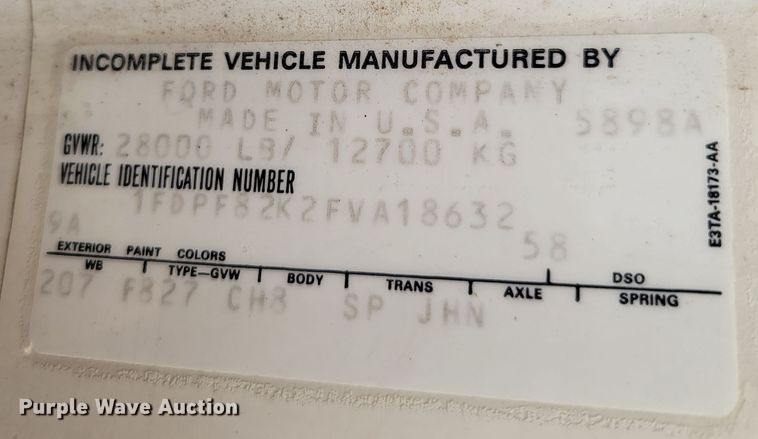 INCOMPLETE VEHICLE MANUFACTURED BY
FORD MOTOR COMPANY
MADE IN U.S.A. 5898A
GVWR: 28000 LB/ 12700 KG
VEHICLE IDENTIFICATION NUMBER
1FDPF82K2FVA18632
9A 58
EXTERIOR PAINT COLORS DSO
WB TYPE—GVW BODY TRANS AXLE SPRING
207 F827 CH8 SP JHN
E3TA-18173-AA
Purple Wave Auction